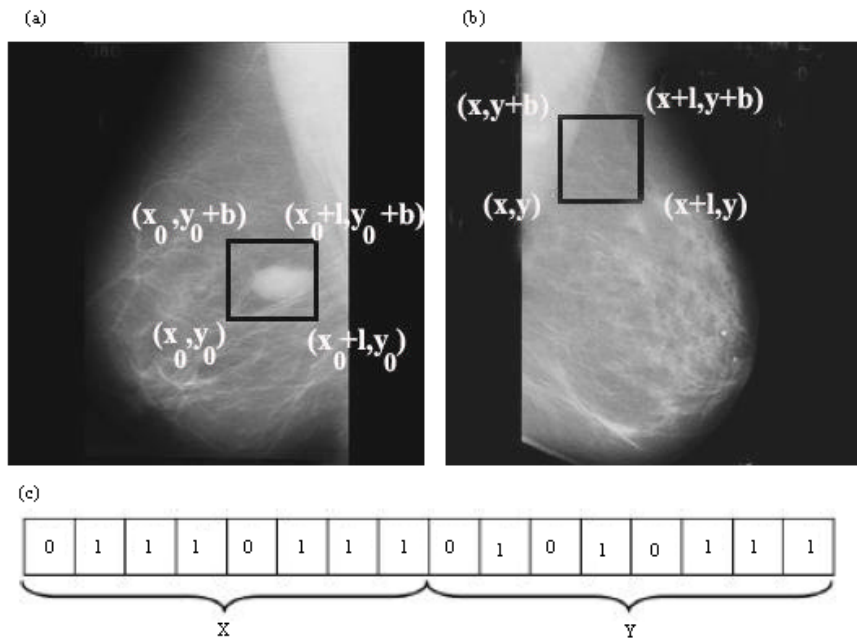 (a)
(b)
(x,y+b)
(x+l,y+b)
(x,y)
(x+l,y)
(x₀,y₀+b)
(x₀+l,y₀+b)
(x₀,y₀)
(x₀+l,y₀)
(c)
0 1 1 1 0 1 1 1 0 1 0 1 0 1 1 1
X Y